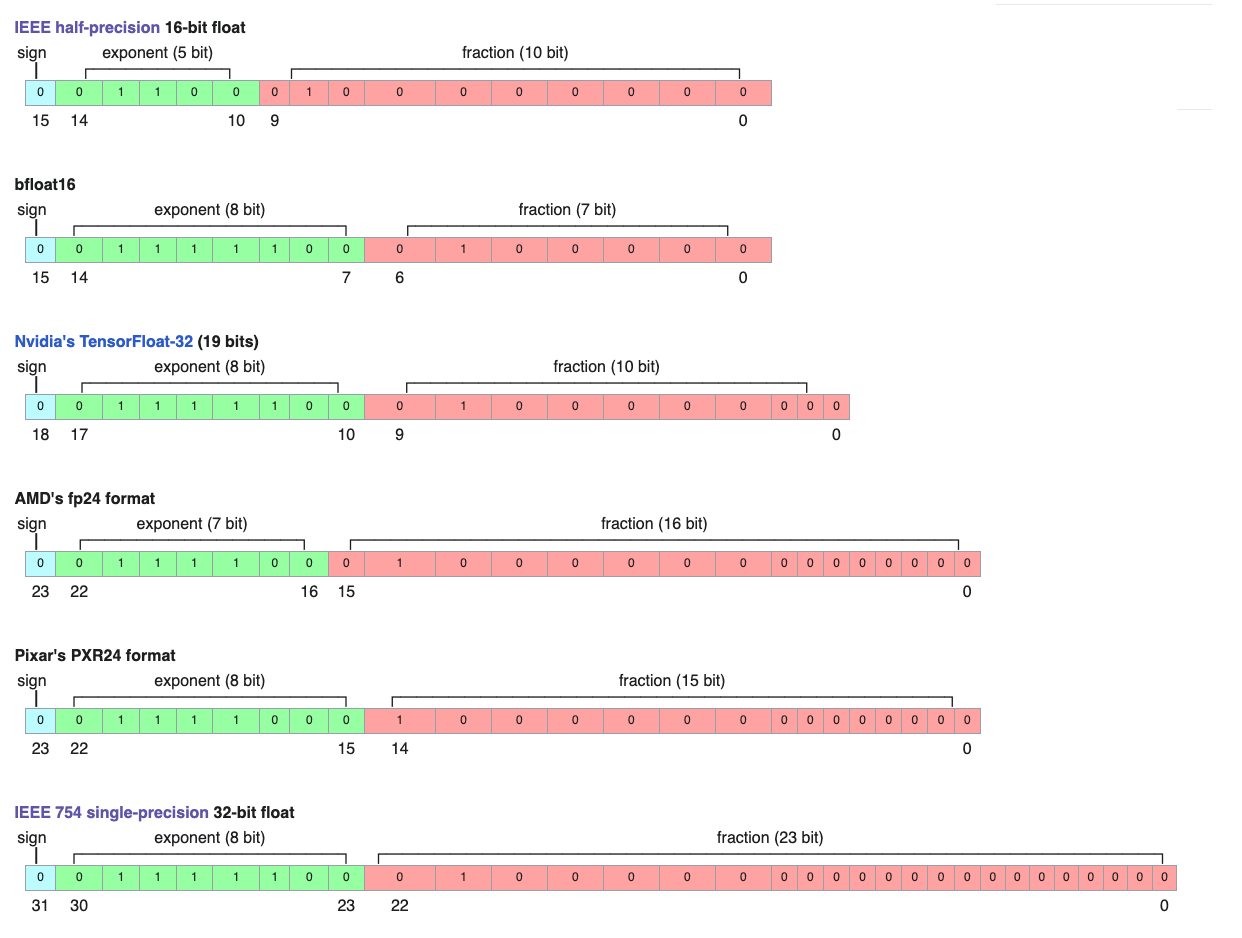 IEEE half-precision 16-bit float
sign exponent (5 bit) fraction (10 bit)
0 0 1 1 0 0 0 1 0 0 0 0 0 0 0 0
15 14 10 9 0
bfloat16
sign exponent (8 bit) fraction (7 bit)
0 0 1 1 1 1 1 0 0 0 1 0 0 0 0 0
15 14 7 6 0
Nvidia's TensorFloat-32 (19 bits)
sign exponent (8 bit) fraction (10 bit)
0 0 1 1 1 1 1 0 0 0 1 0 0 0 0 0 0 0 0
18 17 10 9 0
AMD's fp24 format
sign exponent (7 bit) fraction (16 bit)
0 0 1 1 1 1 0 0 0 1 0 0 0 0 0 0 0 0 0 0 0 0 0 0
23 22 16 15 0
Pixar's PXR24 format
sign exponent (8 bit) fraction (15 bit)
0 0 1 1 1 1 0 0 0 1 0 0 0 0 0 0 0 0 0 0 0 0 0 0
23 22 15 14 0
IEEE 754 single-precision 32-bit float
sign exponent (8 bit) fraction (23 bit)
0 0 1 1 1 1 1 0 0 0 1 0 0 0 0 0 0 0 0 0 0 0 0 0 0 0 0 0 0 0 0 0
31 30 23 22 0